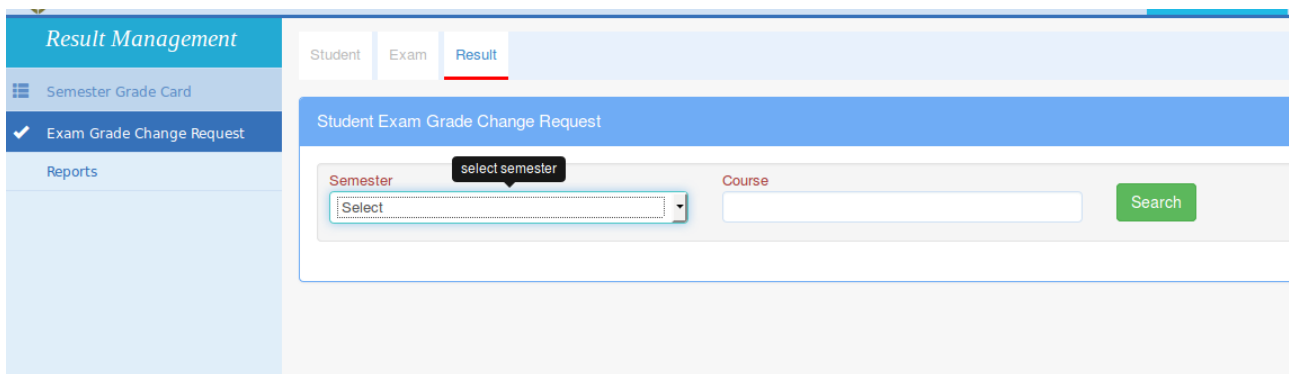 Result Management
Semester Grade Card
Exam Grade Change Request
Reports
Student Exam Result
Student Exam Grade Change Request
select semester
Semester Course
Select Search